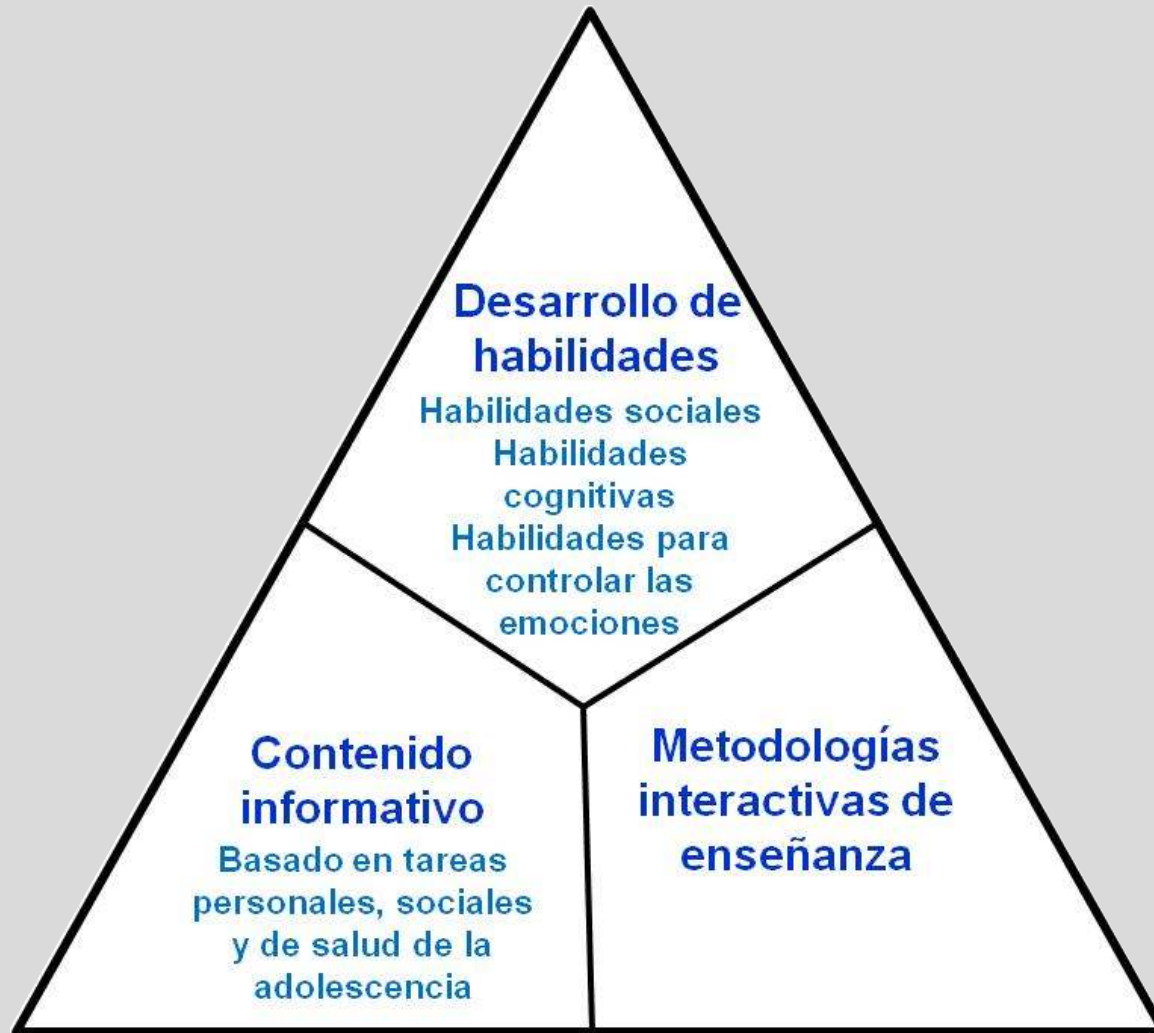 Desarrollo de
habilidades
Habilidades sociales
Habilidades
cognitivas
Habilidades para
controlar las
emociones
Contenido
informativo
Basado en tareas
personales, sociales
y de salud de la
adolescencia
Metodologías
interactivas de
enseñanza